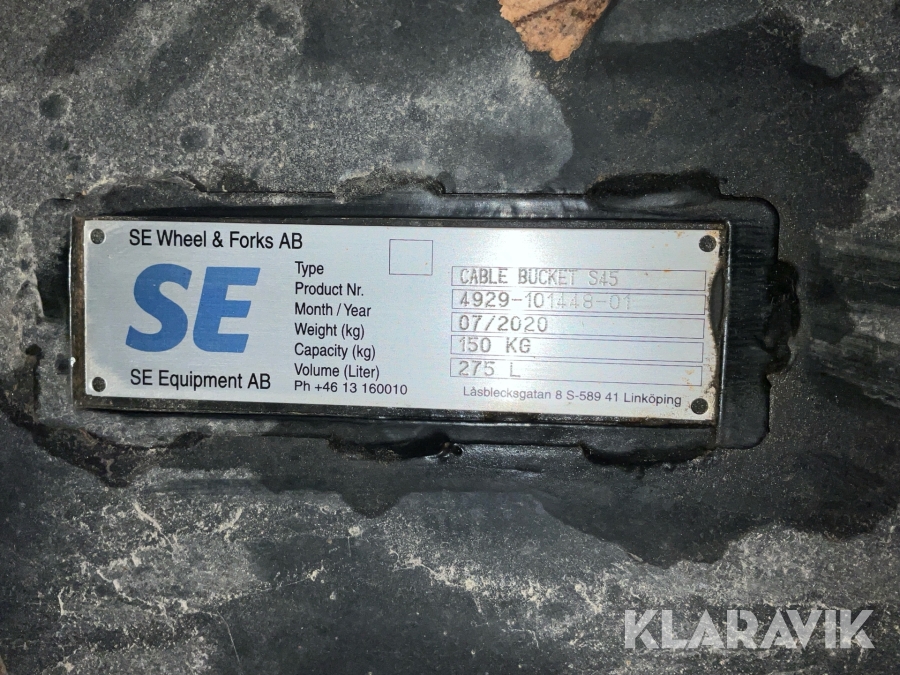 SE Wheel & Forks AB
SE
SE Equipment AB
Type
Product Nr.
Month / Year
Weight (kg)
Capacity (kg)
Volume (Liter)
Ph +46 13 160010
CABLE BUCKET S45
4929-101448-01
07/2020
150 KG
275 L
Låsblecksgatan 8 S-589 41 Linköping
KLARAVIK